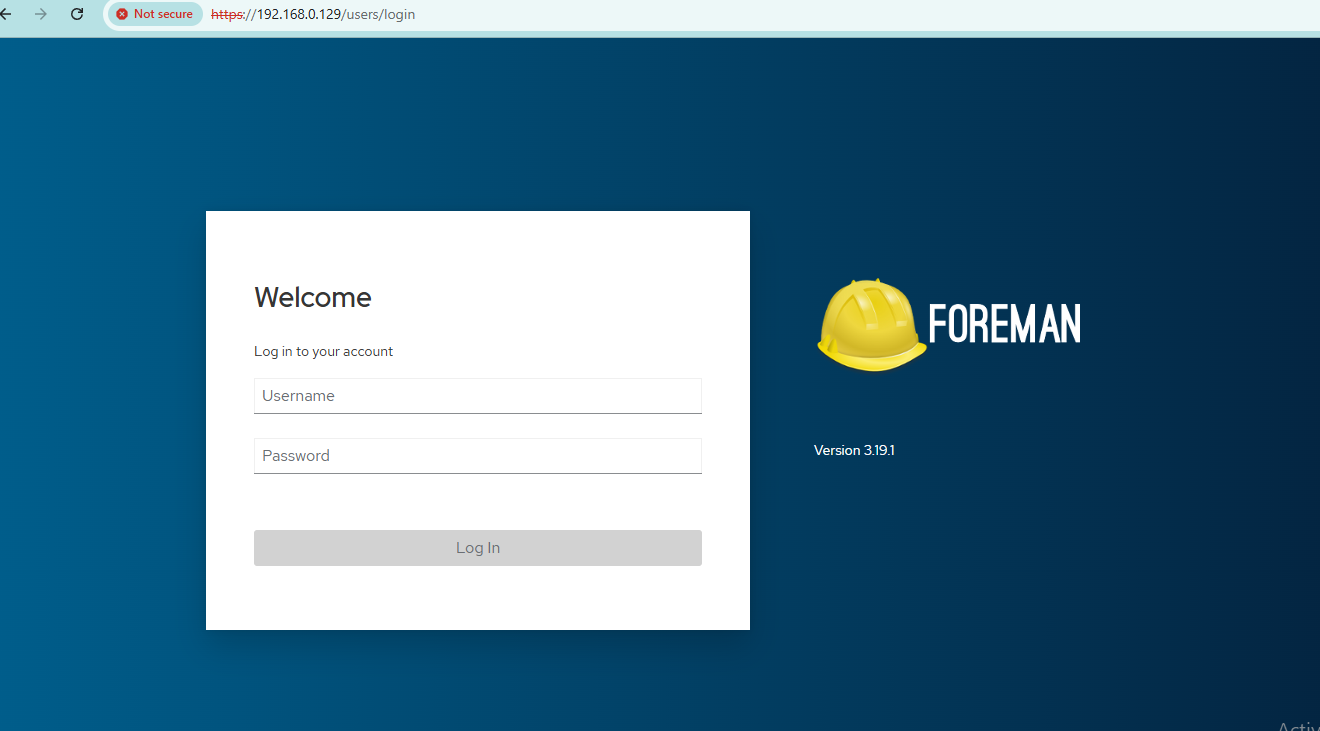 Not secure https://192.168.0.129/users/login
Welcome
Log in to your account
Username
Password
Log In
FOREMAN
Version 3.19.1